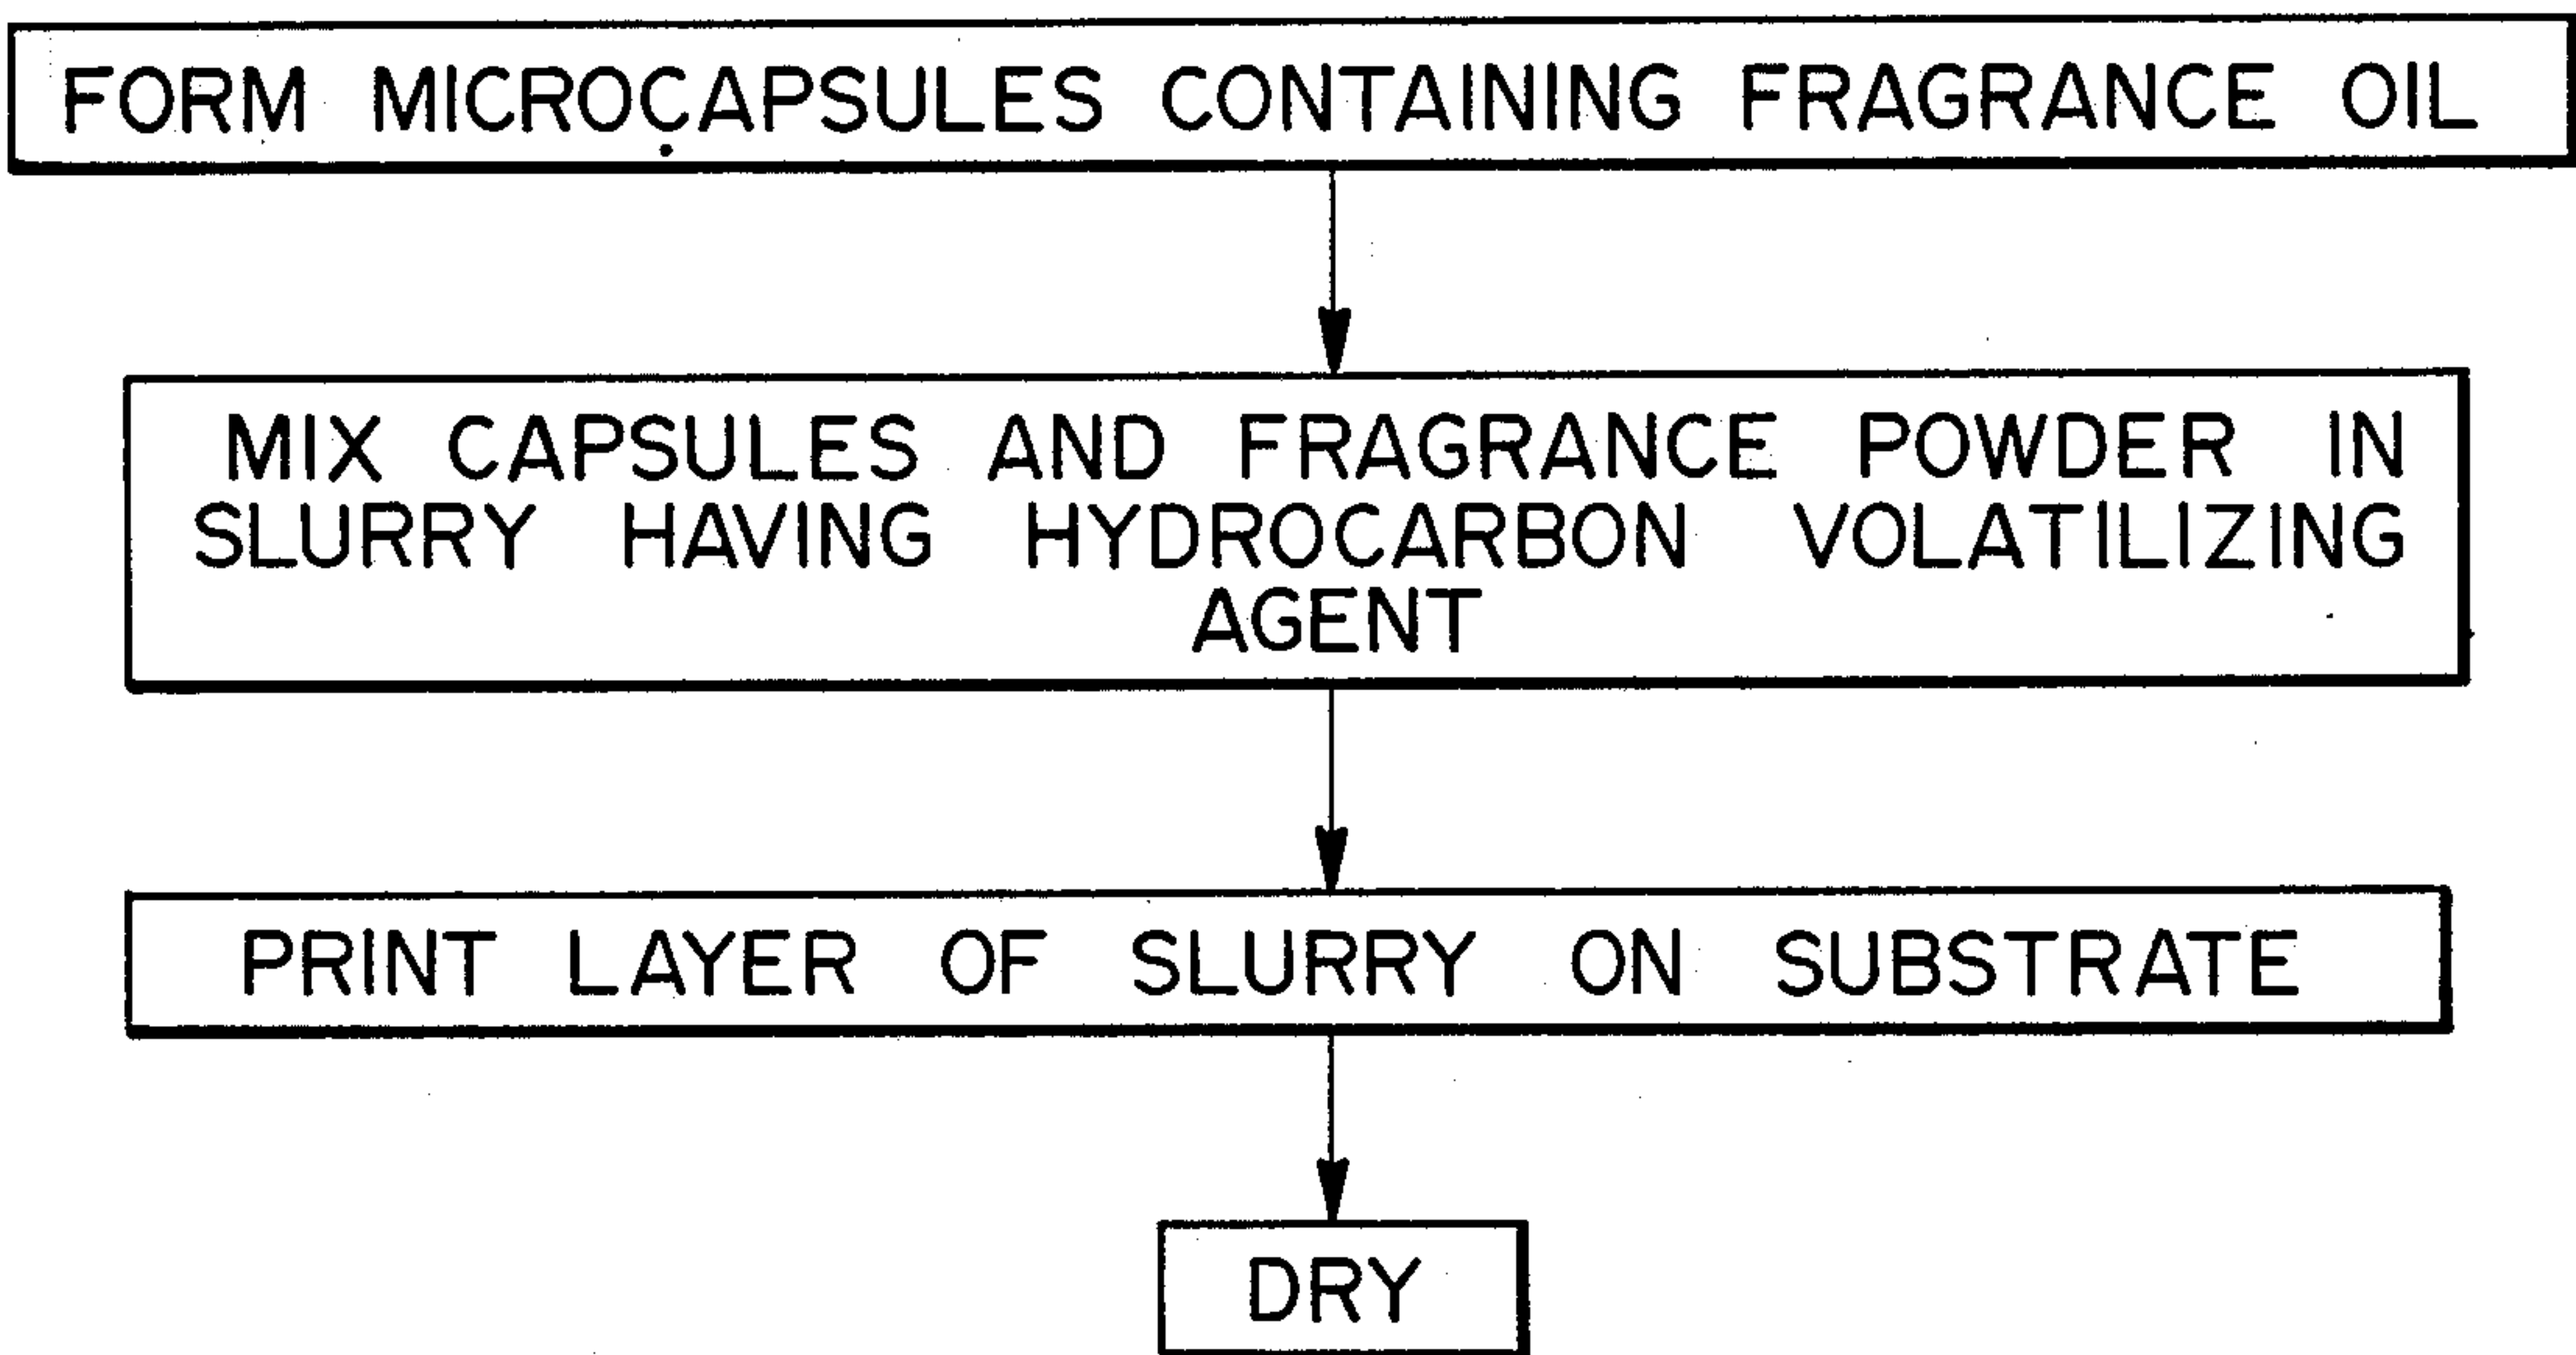 FORM MICROCAPSULES CONTAINING FRAGRANCE OIL
MIX CAPSULES AND FRAGRANCE POWDER IN
SLURRY HAVING HYDROCARBON VOLATILIZING
AGENT
PRINT LAYER OF SLURRY ON SUBSTRATE
DRY